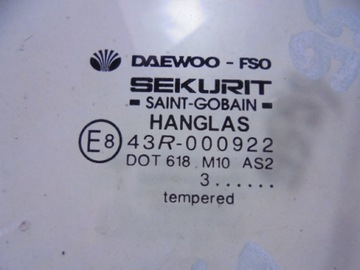 DAEWOO - FSO
SEKURIT
SAINT-GOBAIN
HANGLAS
E8 43R-000922
DOT 618 M10 AS2
3......
tempered